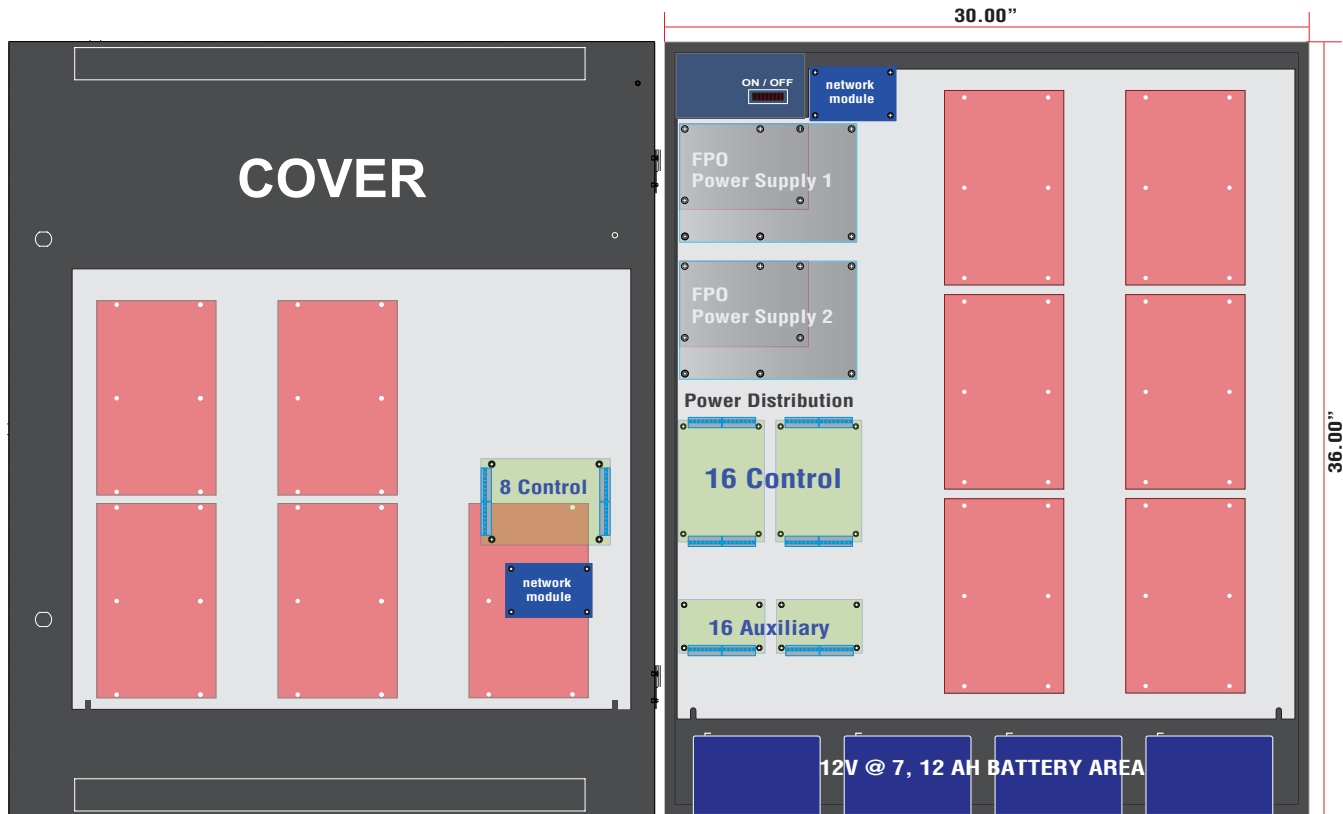 30.00”
COVER
ON / OFF
network
module
FPO
Power Supply 1
FPO
Power Supply 2
Power Distribution
16 Control
16 Auxiliary
8 Control
network
module
36.00”
12V @ 7, 12 AH BATTERY AREA